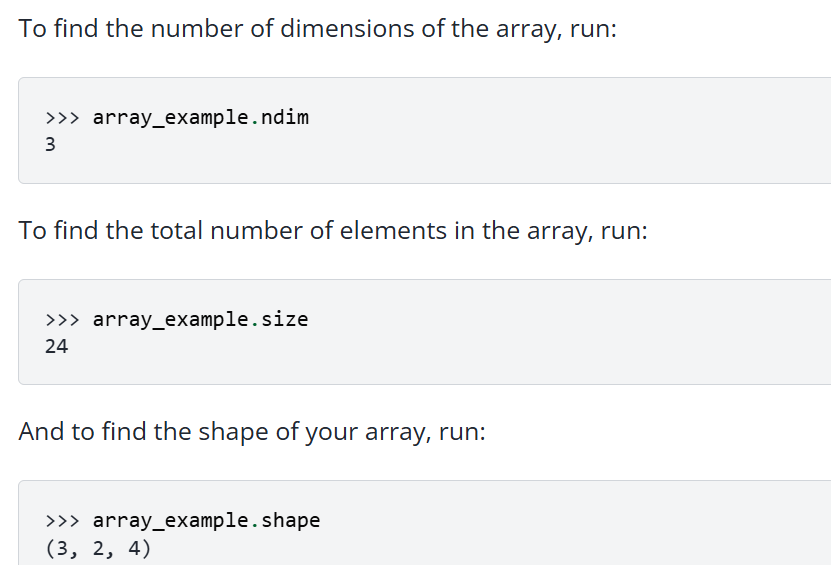 To find the number of dimensions of the array, run:
>>> array_example.ndim
3
To find the total number of elements in the array, run:
>>> array_example.size
24
And to find the shape of your array, run:
>>> array_example.shape
(3, 2, 4)